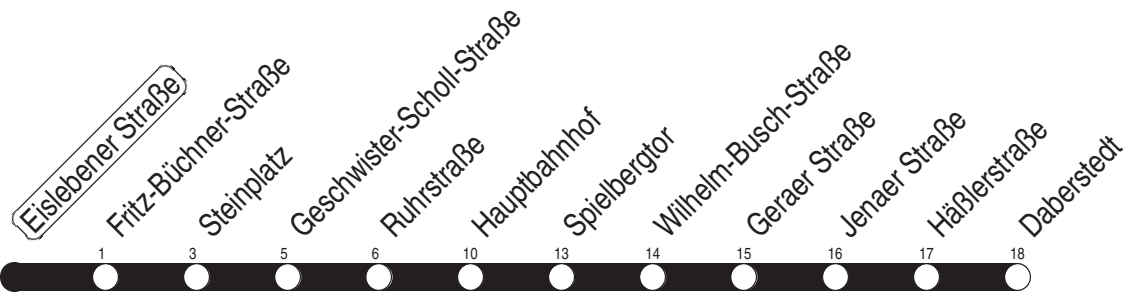 Eislebener Straße
Fritz-Büchner-Straße
Steinplatz
Geschwister-Scholl-Straße
Ruhrstraße
Hauptbahnhof
Spielbergtor
Wilhelm-Busch-Straße
Geraer Straße
Jenaer Straße
Häßlerstraße
Daberstedt
1 3 5 6 10 13 14 15 16 17 18